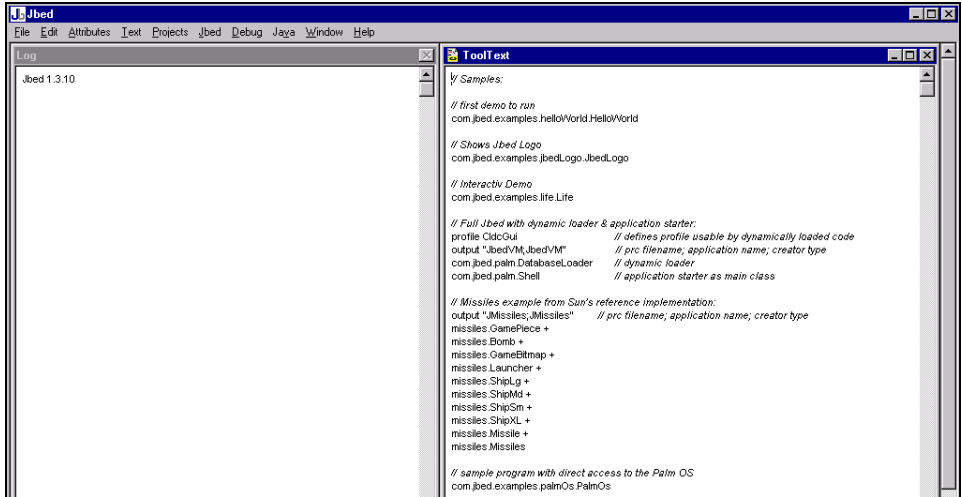 Jbed
File Edit Attributes Text Projects Jbed Debug Java Window Help
Log
Jbed 1.3.10
ToolText
// Samples:
// first demo to run
com.jbed.examples.helloWorld.HelloWorld
// Shows Jbed Logo
com.jbed.examples.jbedLogo.JbedLogo
// Interactiv Demo
com.jbed.examples.life.Life
// Full Jbed with dynamic loader & application starter:
profile CldcGui // defines profile usable by dynamically loaded code
output "JbedVM;JbedVM" // prc filename; application name; creator type
com.jbed.palm.DatabaseLoader // dynamic loader
com.jbed.palm.Shell // application starter as main class
// Missiles example from Sun's reference implementation:
output "JMissiles;JMissiles" // prc filename; application name; creator type
missiles.GamePiece +
missiles.Bomb +
missiles.GameBitmap +
missiles.Launcher +
missiles.ShipLg +
missiles.ShipMd +
missiles.ShipSm +
missiles.ShipXL +
missiles.Missile +
missiles.Missiles
// sample program with direct access to the Palm OS
com.jbed.examples.palmOs.PalmOs